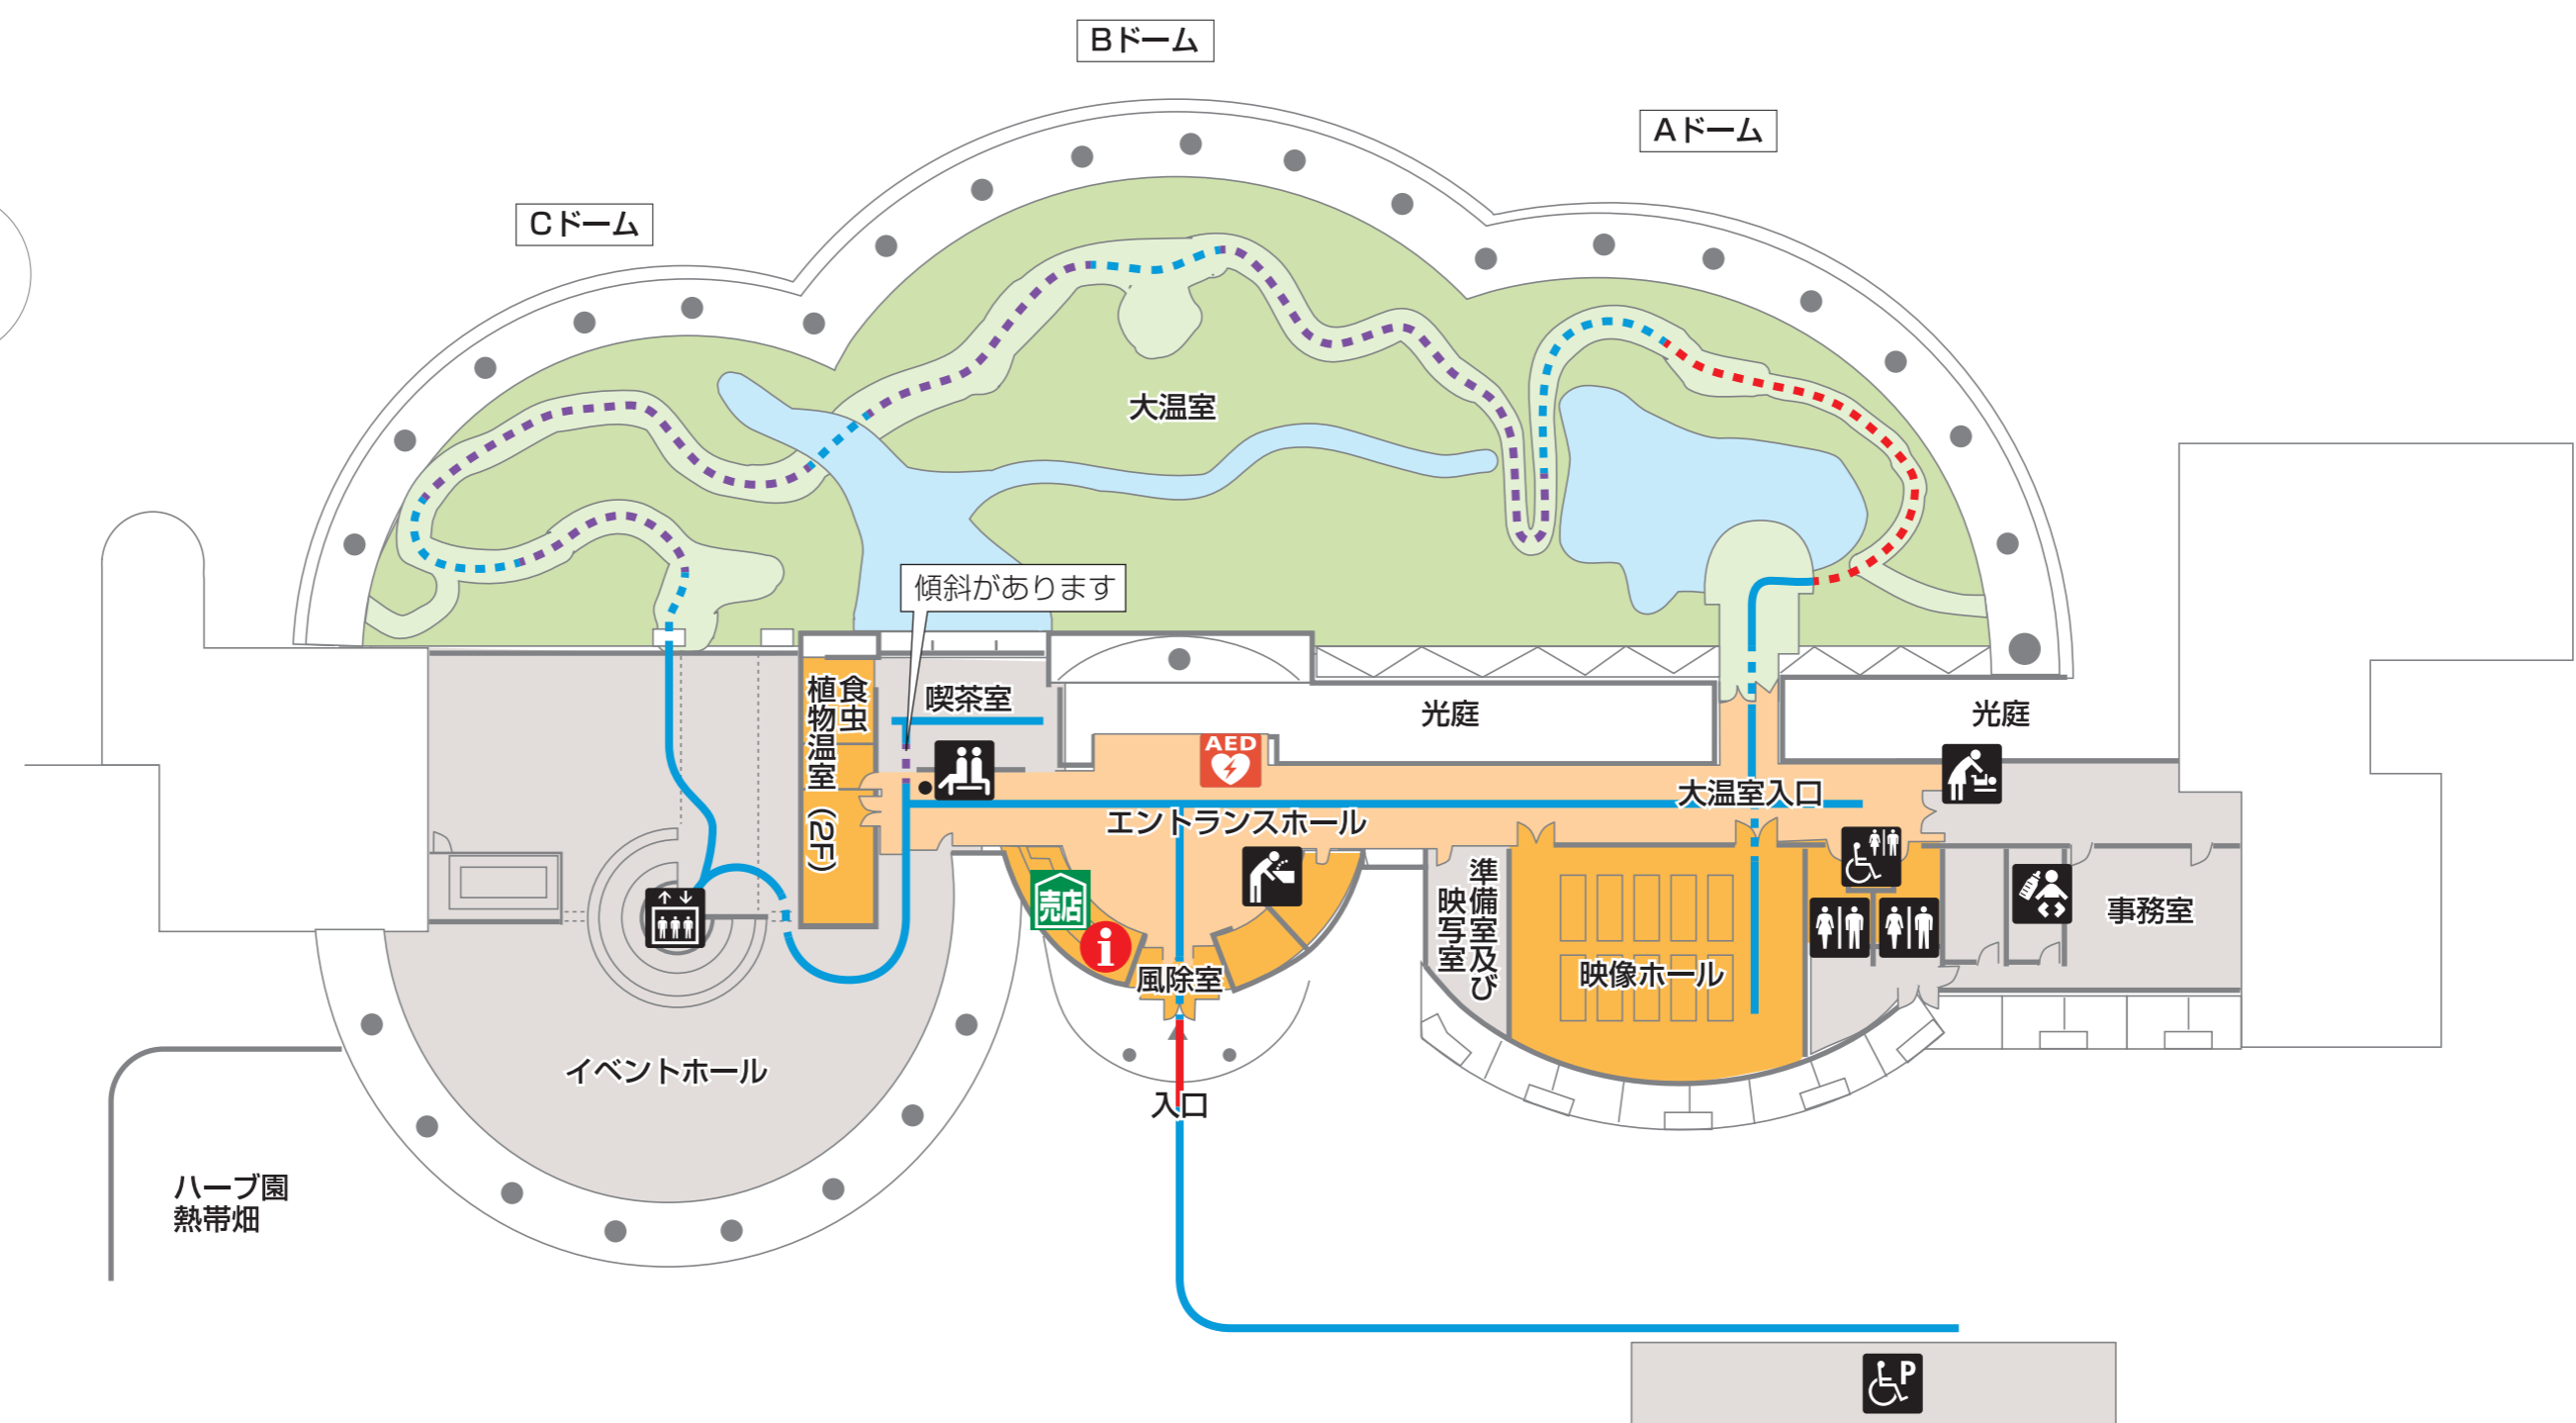 Bドーム
Aドーム
Cドーム
大温室
傾斜があります
食虫
植物温室(2F)
喫茶室
光庭
光庭
AED
大温室入口
エントランスホール
売店
i
風除室
準備室及び
映写室
映像ホール
事務室
イベントホール
入口
ハーブ園
熱帯畑
P